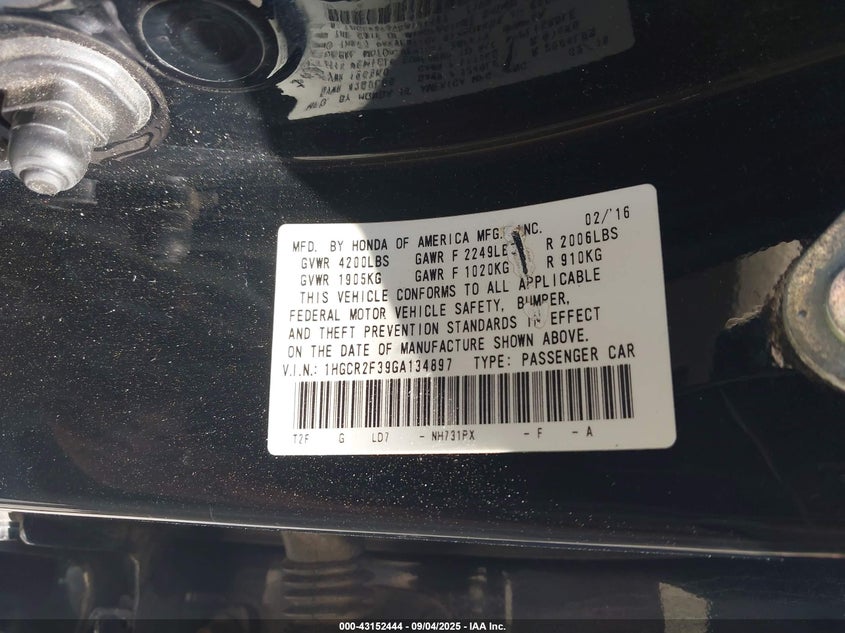 MFD. BY HONDA OF AMERICA MFG. INC. 02/'16
GVWR 4200LBS GAWR F 2249LB R 2006LBS
GVWR 1905KG GAWR F 1020KG R 910KG
THIS VEHICLE CONFORMS TO ALL APPLICABLE
FEDERAL MOTOR VEHICLE SAFETY, BUMPER,
AND THEFT PREVENTION STANDARDS IN EFFECT
ON THE DATE OF MANUFACTURE SHOWN ABOVE.
V.I.N.: 1HGCR2F39GA134897 TYPE: PASSENGER CAR
T2F G LD7 - NH731PX - F - A
000-43152444 - 09/04/2025 - IAA Inc.